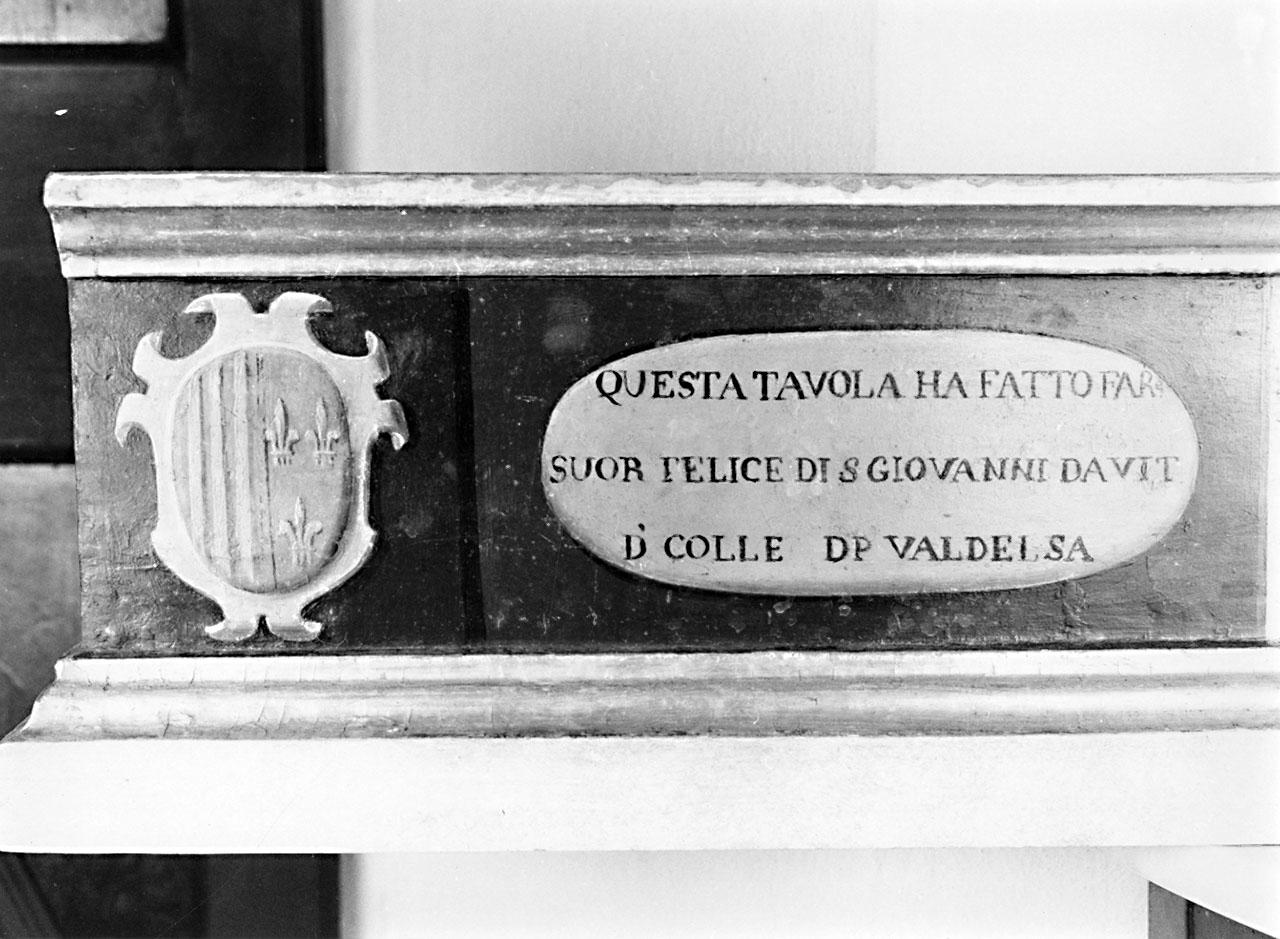 QUESTA TAVOLA HA FATTO FAR
SUOR FELICE DI S GIOVANNI DAVIT
D' COLLE DP VALDELSA